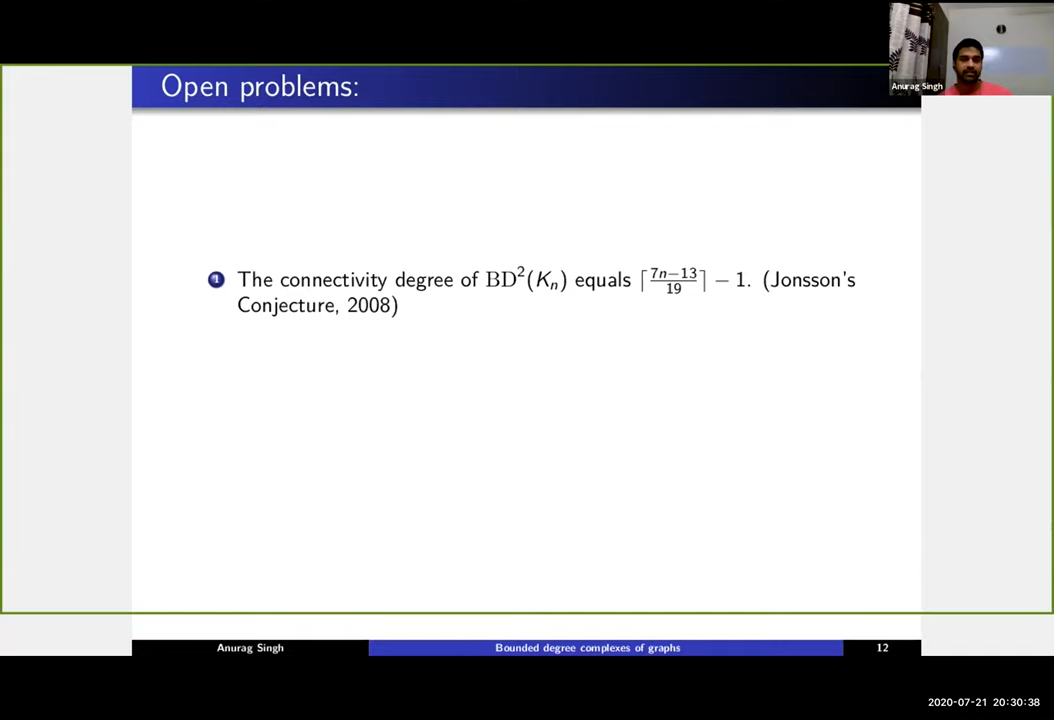 Anurag Singh
Open problems:
1 The connectivity degree of BD²(Kₙ) equals ⌈(7n−13)/19⌉ − 1. (Jonsson's
Conjecture, 2008)
Anurag Singh Bounded degree complexes of graphs 12
2020-07-21 20:30:38